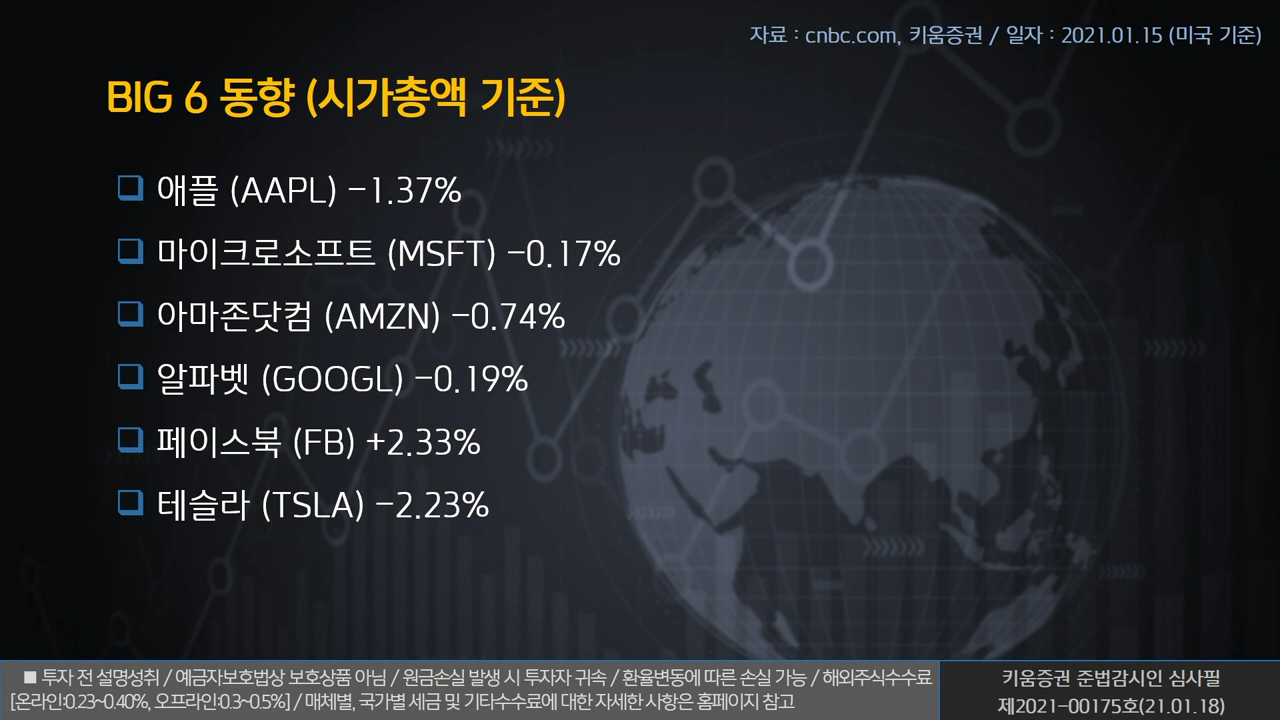 자료 : cnbc.com, 키움증권 / 일자 : 2021.01.15 (미국 기준)
BIG 6 동향 (시가총액 기준)
❏ 애플 (AAPL) -1.37%
❏ 마이크로소프트 (MSFT) -0.17%
❏ 아마존닷컴 (AMZN) -0.74%
❏ 알파벳 (GOOGL) -0.19%
❏ 페이스북 (FB) +2.33%
❏ 테슬라 (TSLA) -2.23%
■ 투자 전 설명성취 / 예금자보호법상 보호상품 아님 / 원금손실 발생 시 투자자 귀속 / 환율변동에 따른 손실 가능 / 해외주식수수료
[온라인:0.23~0.40%, 오프라인:0.3~0.5%] / 매체별, 국가별 세금 및 기타수수료에 대한 자세한 사항은 홈페이지 참고
키움증권 준법감시인 심사필
제2021-00175호(21.01.18)